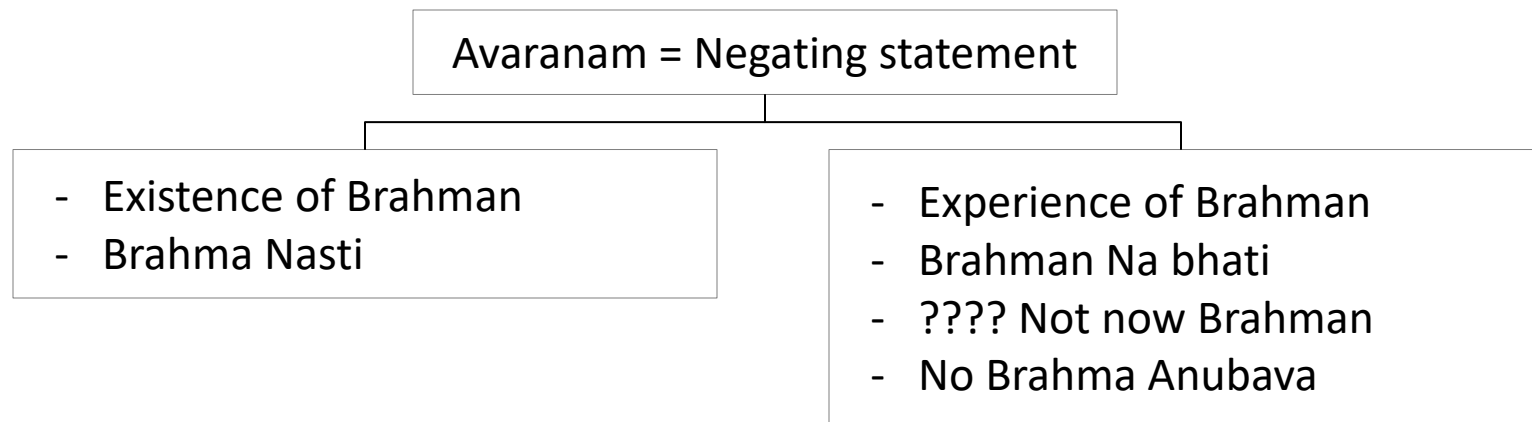 Avaranam = Negating statement
- Existence of Brahman
- Brahma Nasti
- Experience of Brahman
- Brahman Na bhati
- ???? Not now Brahman
- No Brahma Anubava